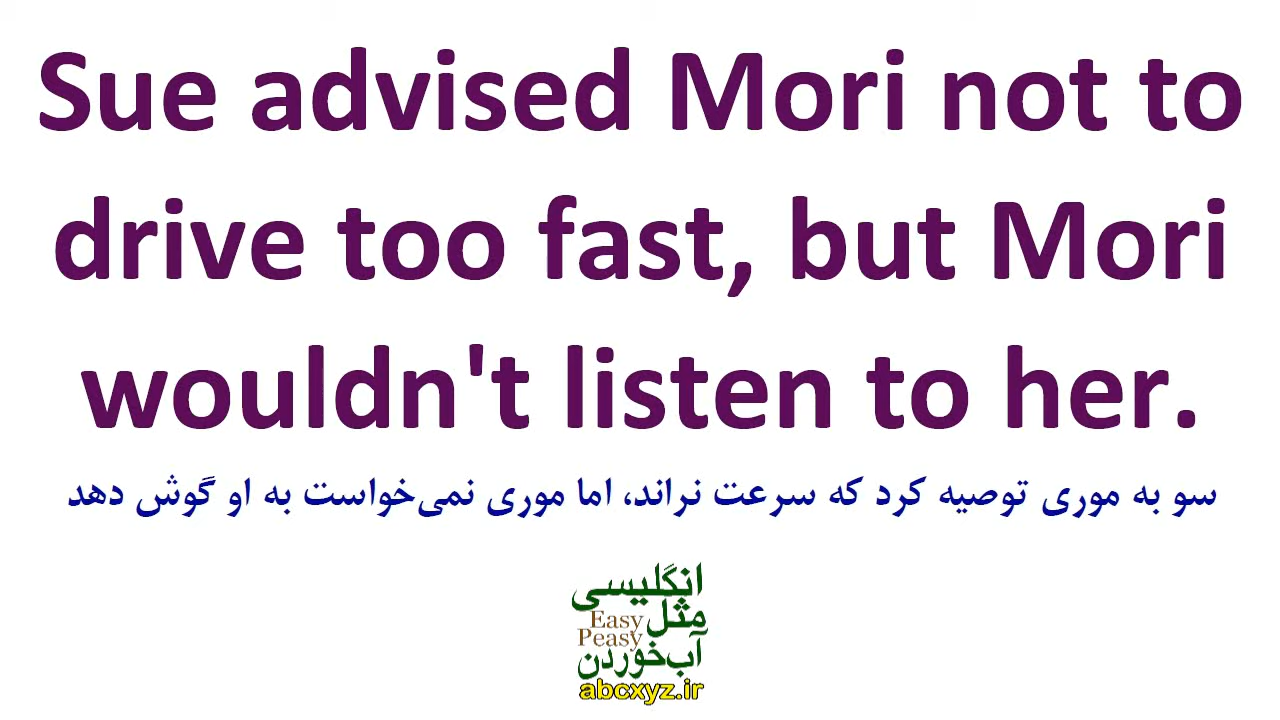 Sue advised Mori not to
drive too fast, but Mori
wouldn't listen to her.
سو به موری توصیه کرد که سرعت نراند، اما موری نمی‌خواست به او گوش دهد
انگلیسی
مثل
Easy
Peasy
آب‌خوردن
abcxyz.ir